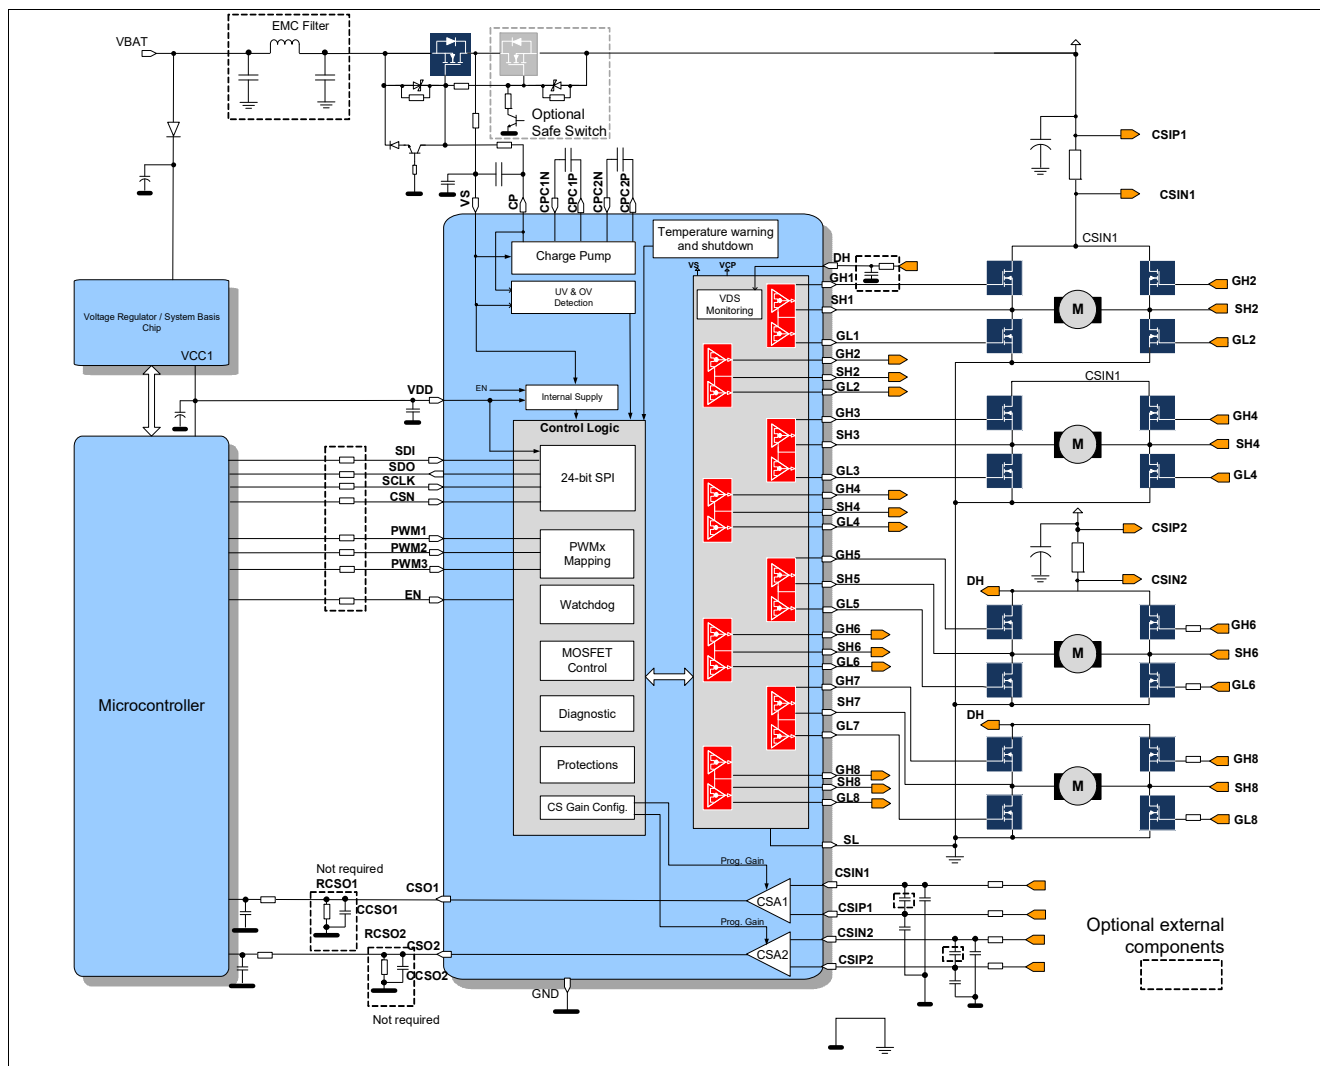 EMC Filter
VBAT
Optional
Safe Switch
CSIP1
CSIN1
VS
CP
CPC1N
CPC1P
CPC2N
CPC2P
Temperature warning
and shutdown
Charge Pump
CSIN1
VS
VCP
DH
GH1
UV & OV
Detection
VDS
Monitoring
SH1
M
GH2
SH2
Voltage Regulator / System Basis
Chip
GL1
GL2
VCC1
GH2
SH2
GL2
VDD
EN
Internal Supply
CSIN1
Control Logic
GH3
GH4
SDI
SDO
SCLK
CSN
24-bit SPI
SH3
M
SH4
GL3
GL4
GH4
SH4
GL4
PWM1
PWM2
PWM3
PWMx
Mapping
CSIP2
GH5
CSIN2
EN
Watchdog
SH5
DH
GL5
GH6
GH6
SH6
GL6
M
SH6
MOSFET
Control
GH7
GL6
Microcontroller
Diagnostic
SH7
DH
GL7
Protections
GH8
GH8
SH8
GL8
M
SH8
CS Gain Config.
GL8
SL
Prog. Gain
Not required
RCSO1
CCSO1
CSO1
CSA1
CSIN1
CSIP1
Prog. Gain
RCSO2
CSO2
CCSO2
CSA2
CSIN2
CSIP2
Optional external
components
GND
Not required